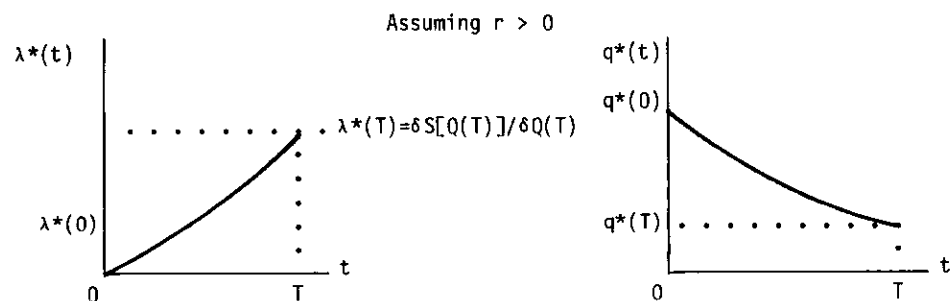 Assuming r > 0
λ*(t)
λ*(T)=δS[Q(T)]/δQ(T)
λ*(0)
0
T
t
q*(t)
q*(0)
q*(T)
0
T
t